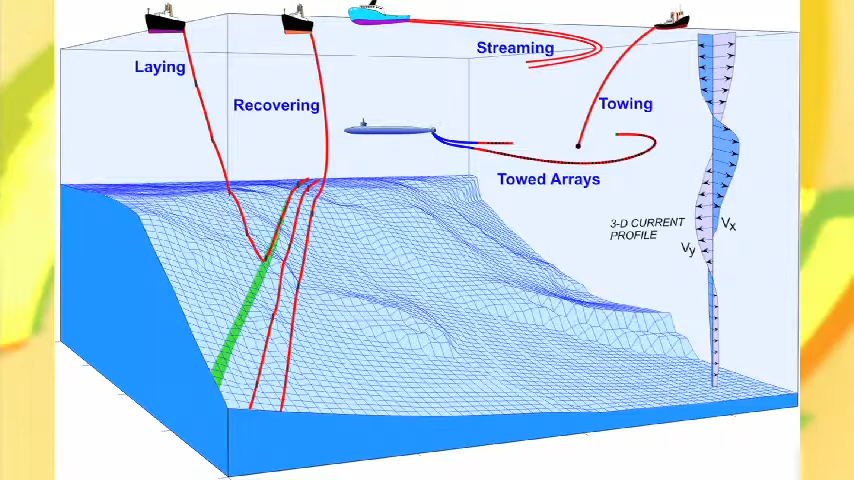 Streaming
Laying
Recovering
Towing
Towed Arrays
3-D CURRENT
PROFILE
Vx
Vy